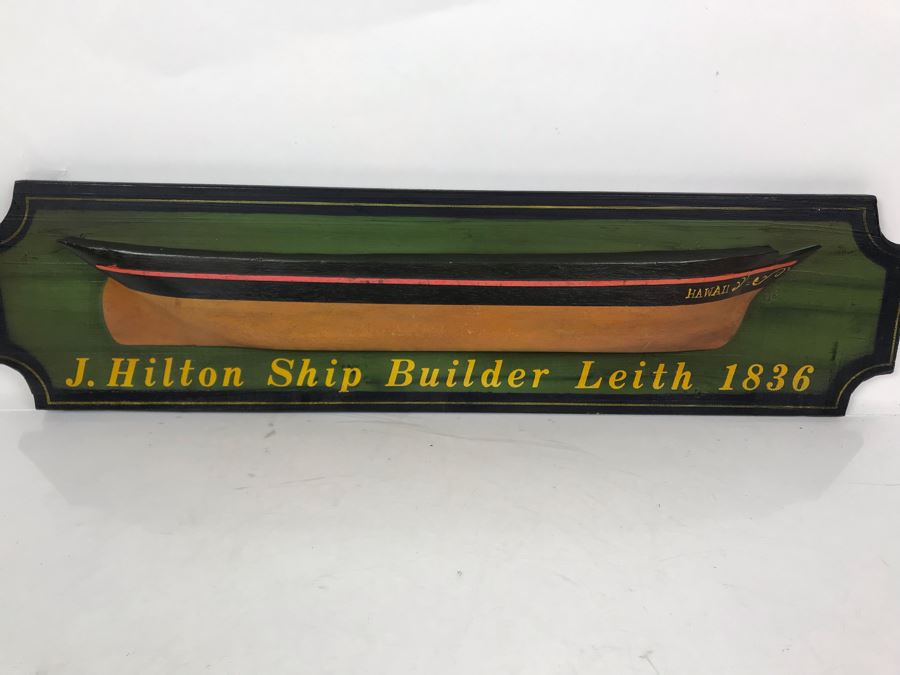 HAWAII
J. Hilton Ship Builder Leith 1836